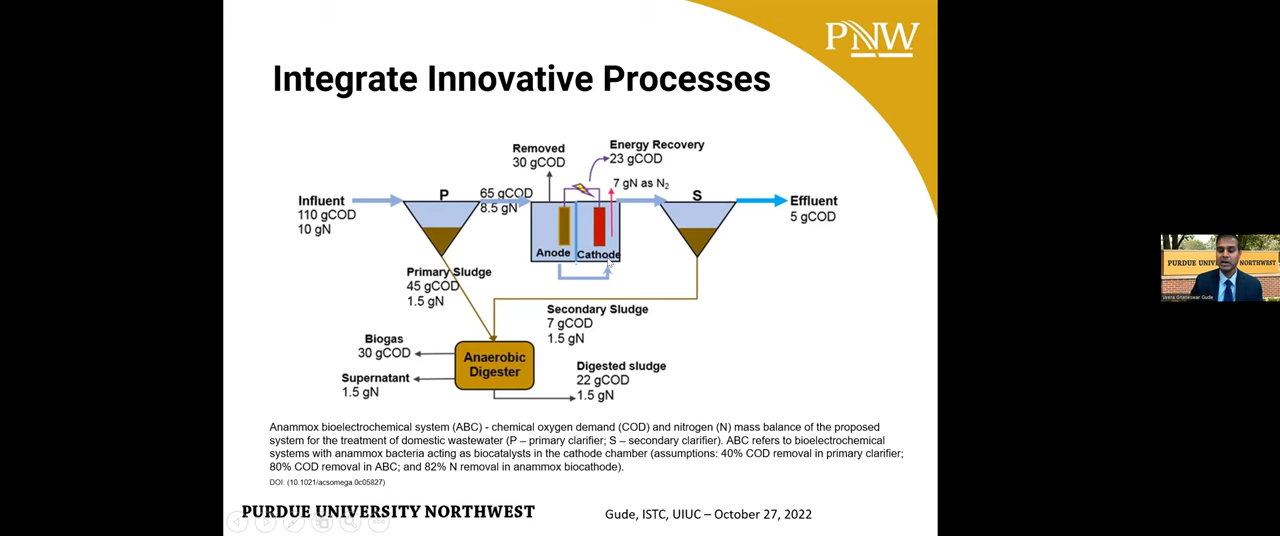 PNW
Integrate Innovative Processes
Removed
30 gCOD
Energy Recovery
23 gCOD
7 gN as N₂
Influent
110 gCOD
10 gN
P
65 gCOD
8.5 gN
Anode
Cathode
S
Effluent
5 gCOD
Primary Sludge
45 gCOD
1.5 gN
Secondary Sludge
7 gCOD
1.5 gN
Biogas
30 gCOD
Supernatant
1.5 gN
Anaerobic
Digester
Digested sludge
22 gCOD
1.5 gN
Anammox bioelectrochemical system (ABC) - chemical oxygen demand (COD) and nitrogen (N) mass balance of the proposed
system for the treatment of domestic wastewater (P – primary clarifier; S – secondary clarifier). ABC refers to bioelectrochemical
systems with anammox bacteria acting as biocatalysts in the cathode chamber (assumptions: 40% COD removal in primary clarifier;
80% COD removal in ABC; and 82% N removal in anammox biocathode).
DOI: (10.1021/acsomega.0c05827)
PURDUE UNIVERSITY NORTHWEST
Gude, ISTC, UIUC – October 27, 2022
PURDUE UNIVERSITY NORTHWEST